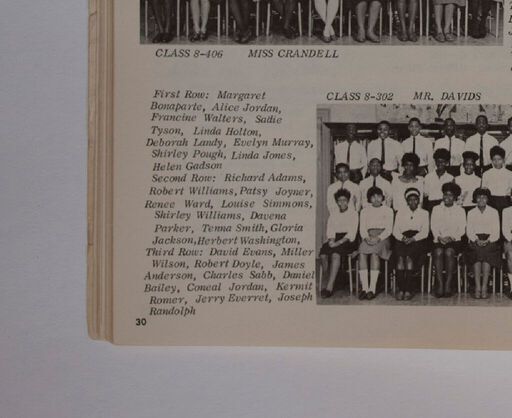 CLASS 8-406 MISS CRANDELL
First Row: Margaret
Bonaparte, Alice Jordan,
Francine Walters, Sadie
Tyson, Linda Holton,
Deborah Landy, Evelyn Murray,
Shirley Pough, Linda Jones,
Helen Gadson
Second Row: Richard Adams,
Robert Williams, Patsy Joyner,
Renee Ward, Louise Simmons,
Shirley Williams, Davena
Parker, Tenna Smith, Gloria
Jackson, Herbert Washington,
Third Row: David Evans, Miller
Wilson, Robert Doyle, James
Anderson, Charles Sabb, Daniel
Bailey, Coneal Jordan, Kermit
Romer, Jerry Everret, Joseph
Randolph
CLASS 8-302 MR. DAVIDS
30